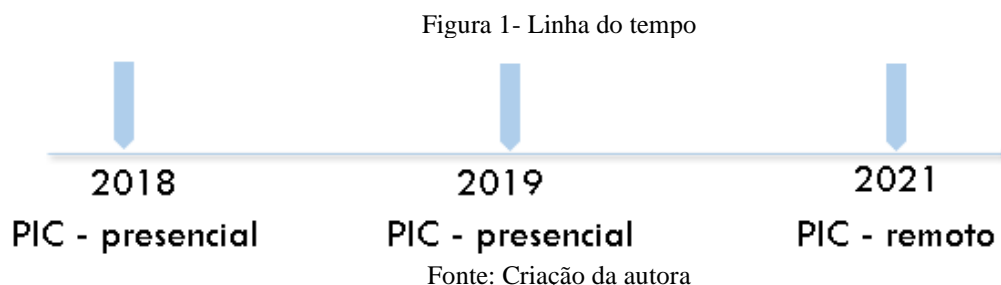 Figura 1- Linha do tempo
2018 2019 2021
PIC - presencial PIC - presencial PIC - remoto
Fonte: Criação da autora